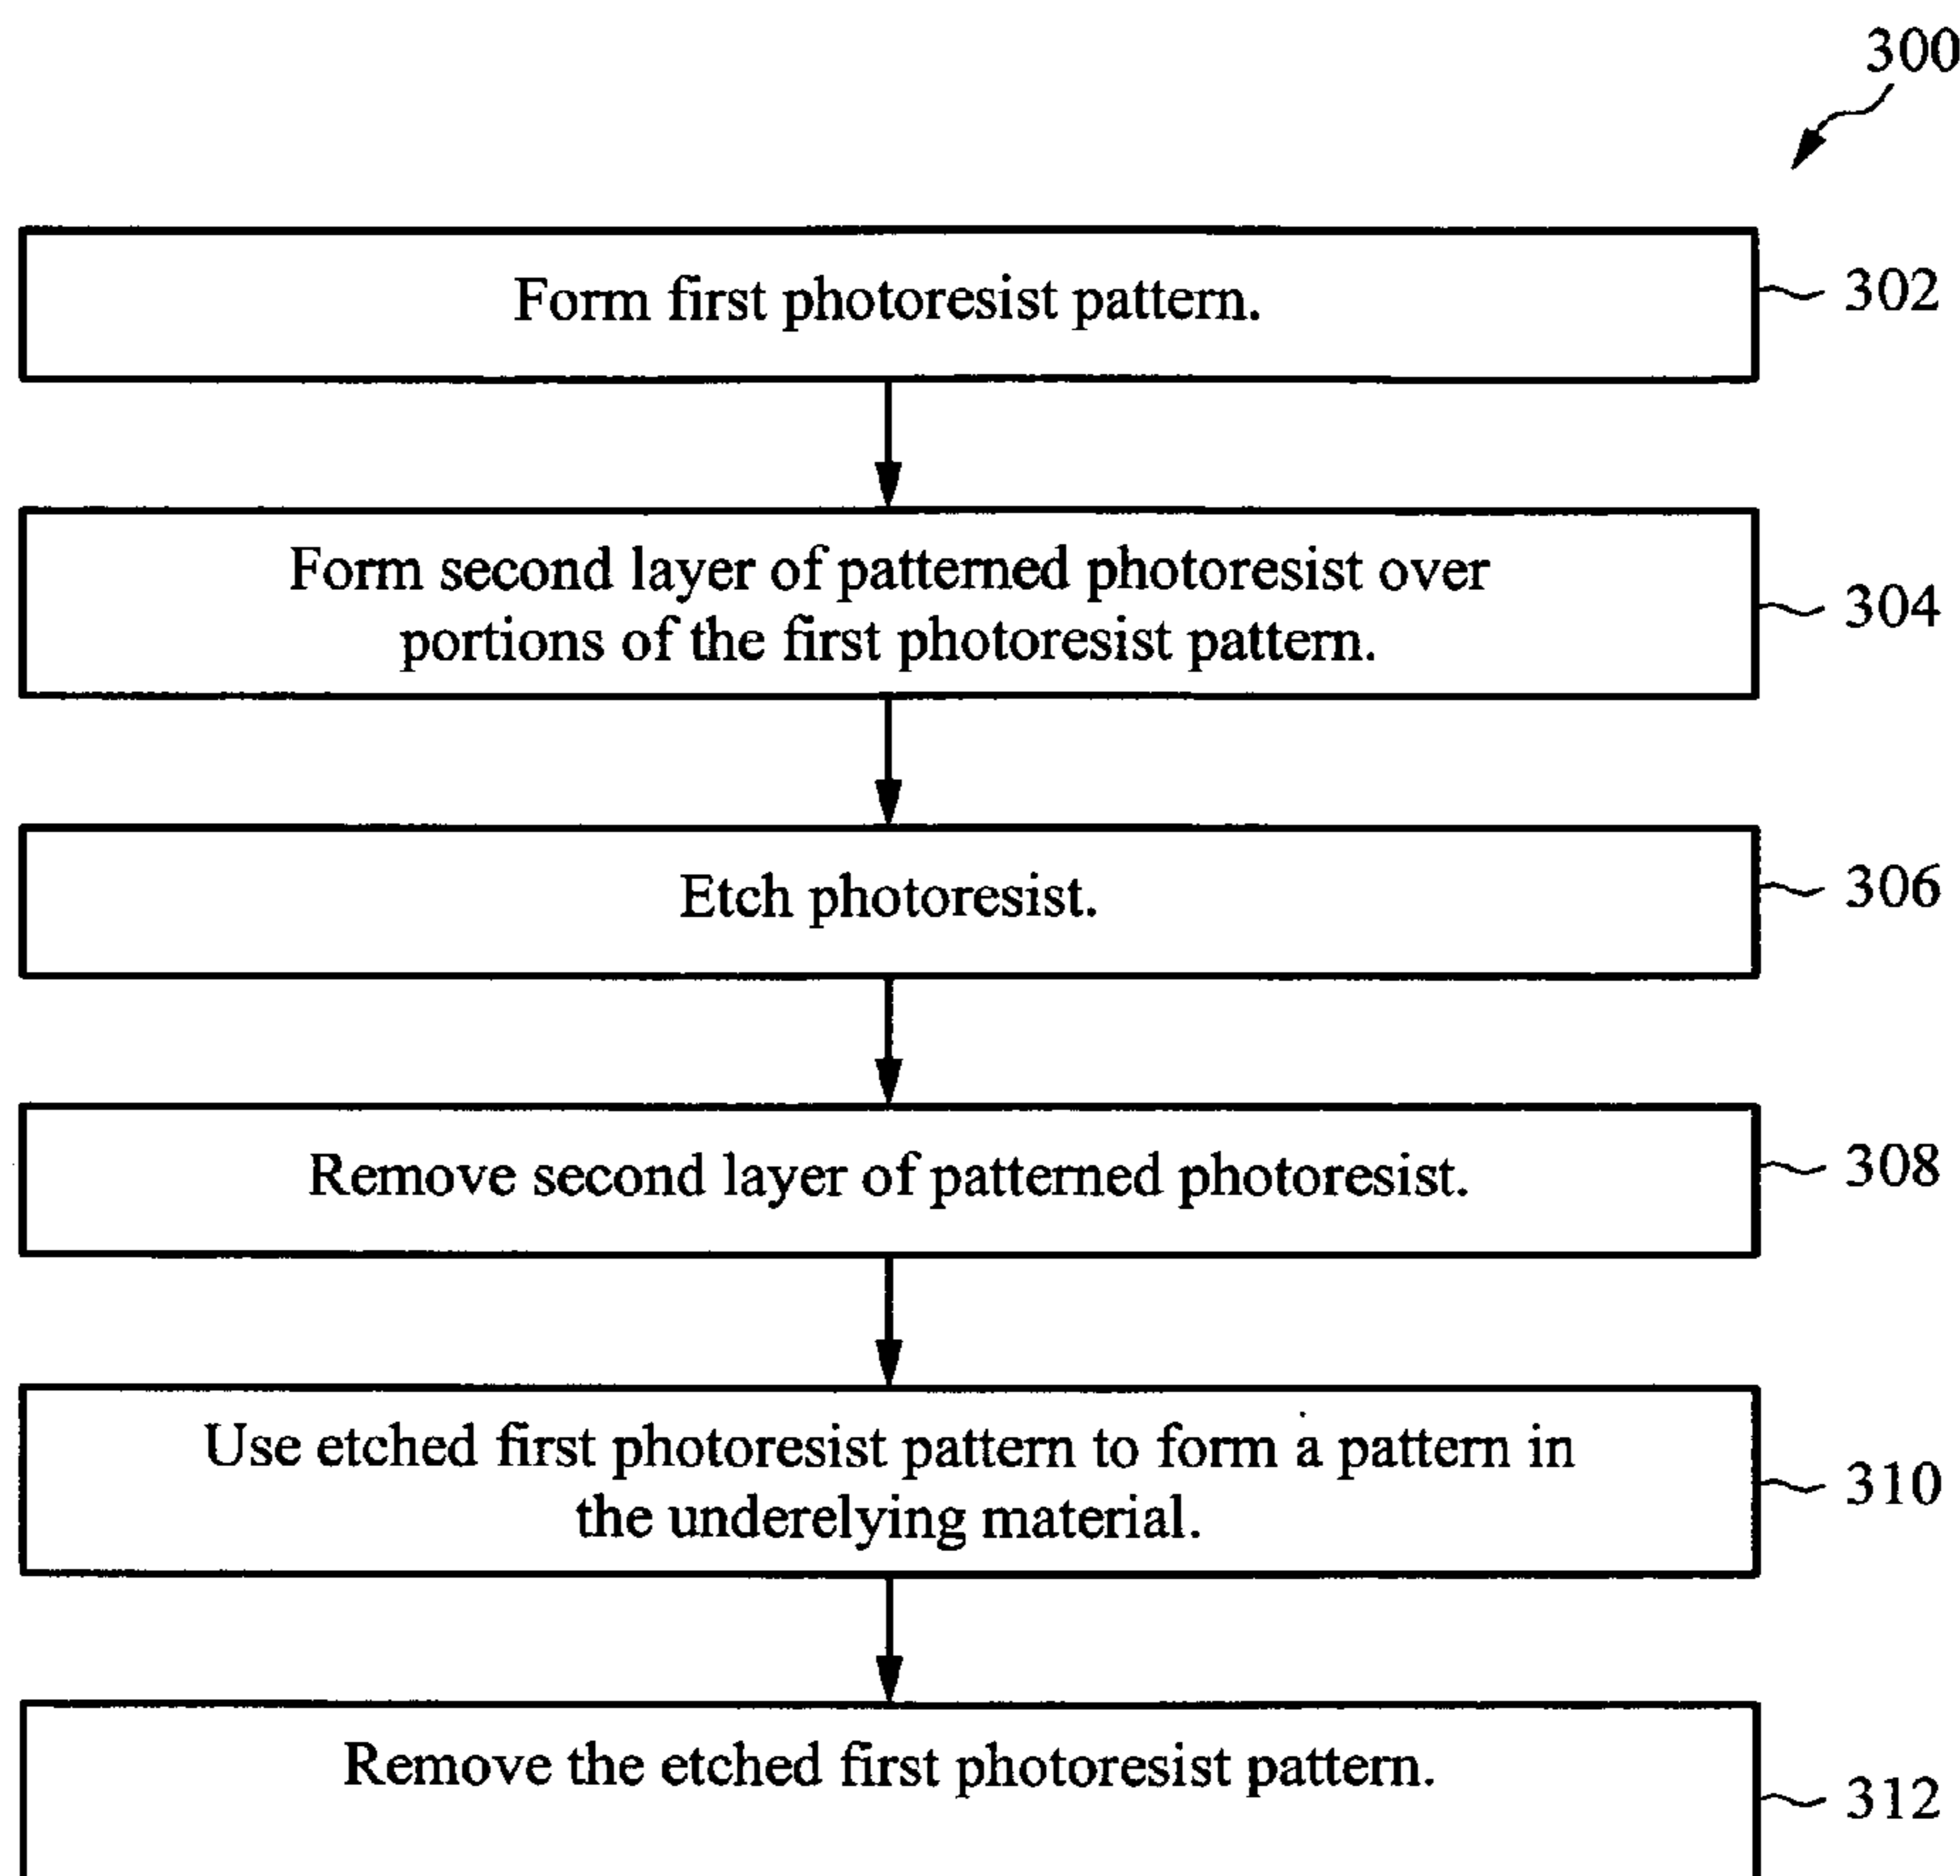 300
Form first photoresist pattern.
302
Form second layer of patterned photoresist over
portions of the first photoresist pattern.
304
Etch photoresist.
306
Remove second layer of patterned photoresist.
308
Use etched first photoresist pattern to form a pattern in
the underelying material.
310
Remove the etched first photoresist pattern.
312